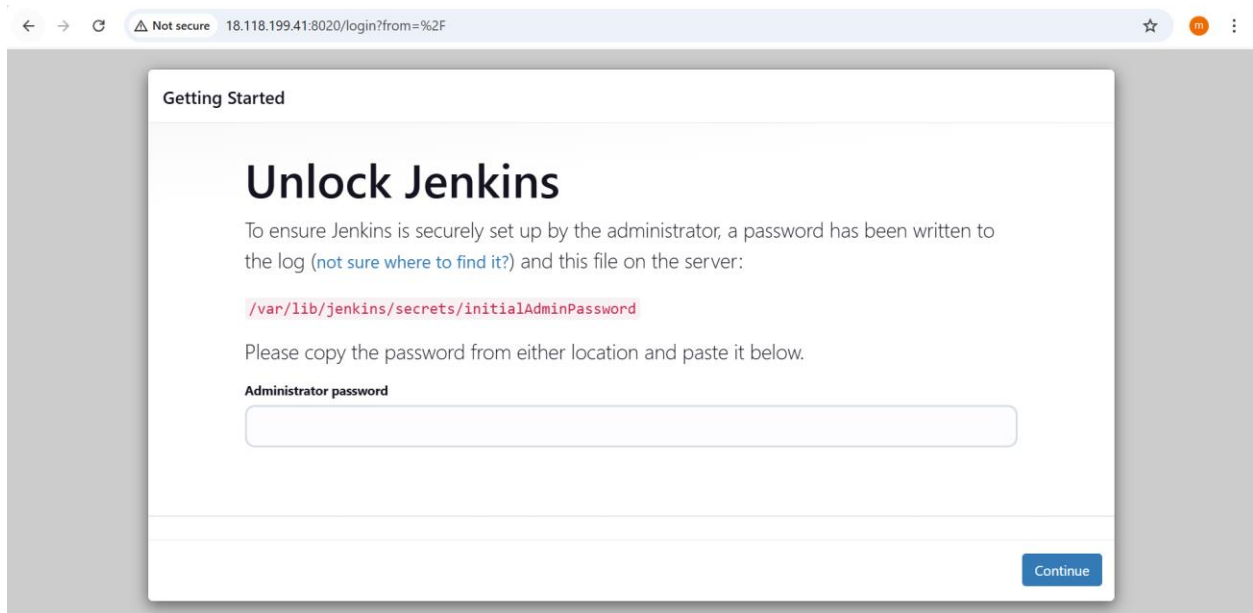 Not secure 18.118.199.41:8020/login?from=%2F
m
Getting Started
Unlock Jenkins
To ensure Jenkins is securely set up by the administrator, a password has been written to
the log (not sure where to find it?) and this file on the server:
/var/lib/jenkins/secrets/initialAdminPassword
Please copy the password from either location and paste it below.
Administrator password
Continue